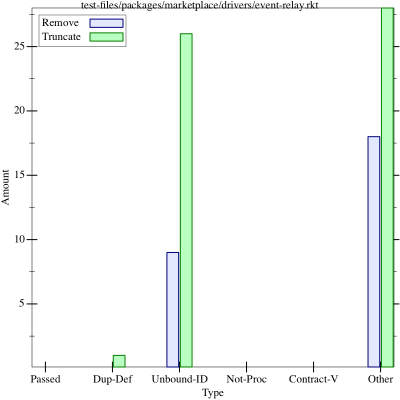 test-files/packages/marketplace/drivers/event-relay.rkt
Remove
Truncate
25
20
15
10
5
Amount
Passed Dup-Def Unbound-ID Not-Proc Contract-V Other
Type